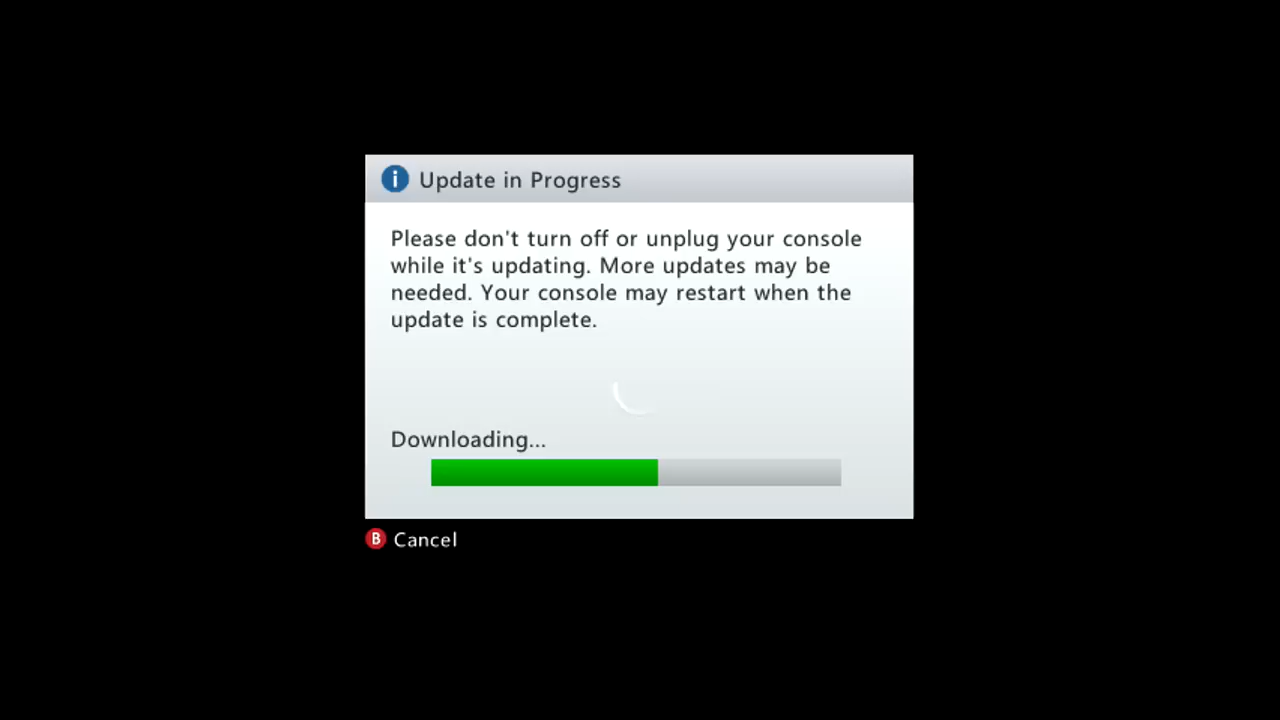 i Update in Progress
Please don't turn off or unplug your console
while it's updating. More updates may be
needed. Your console may restart when the
update is complete.
Downloading...
B Cancel